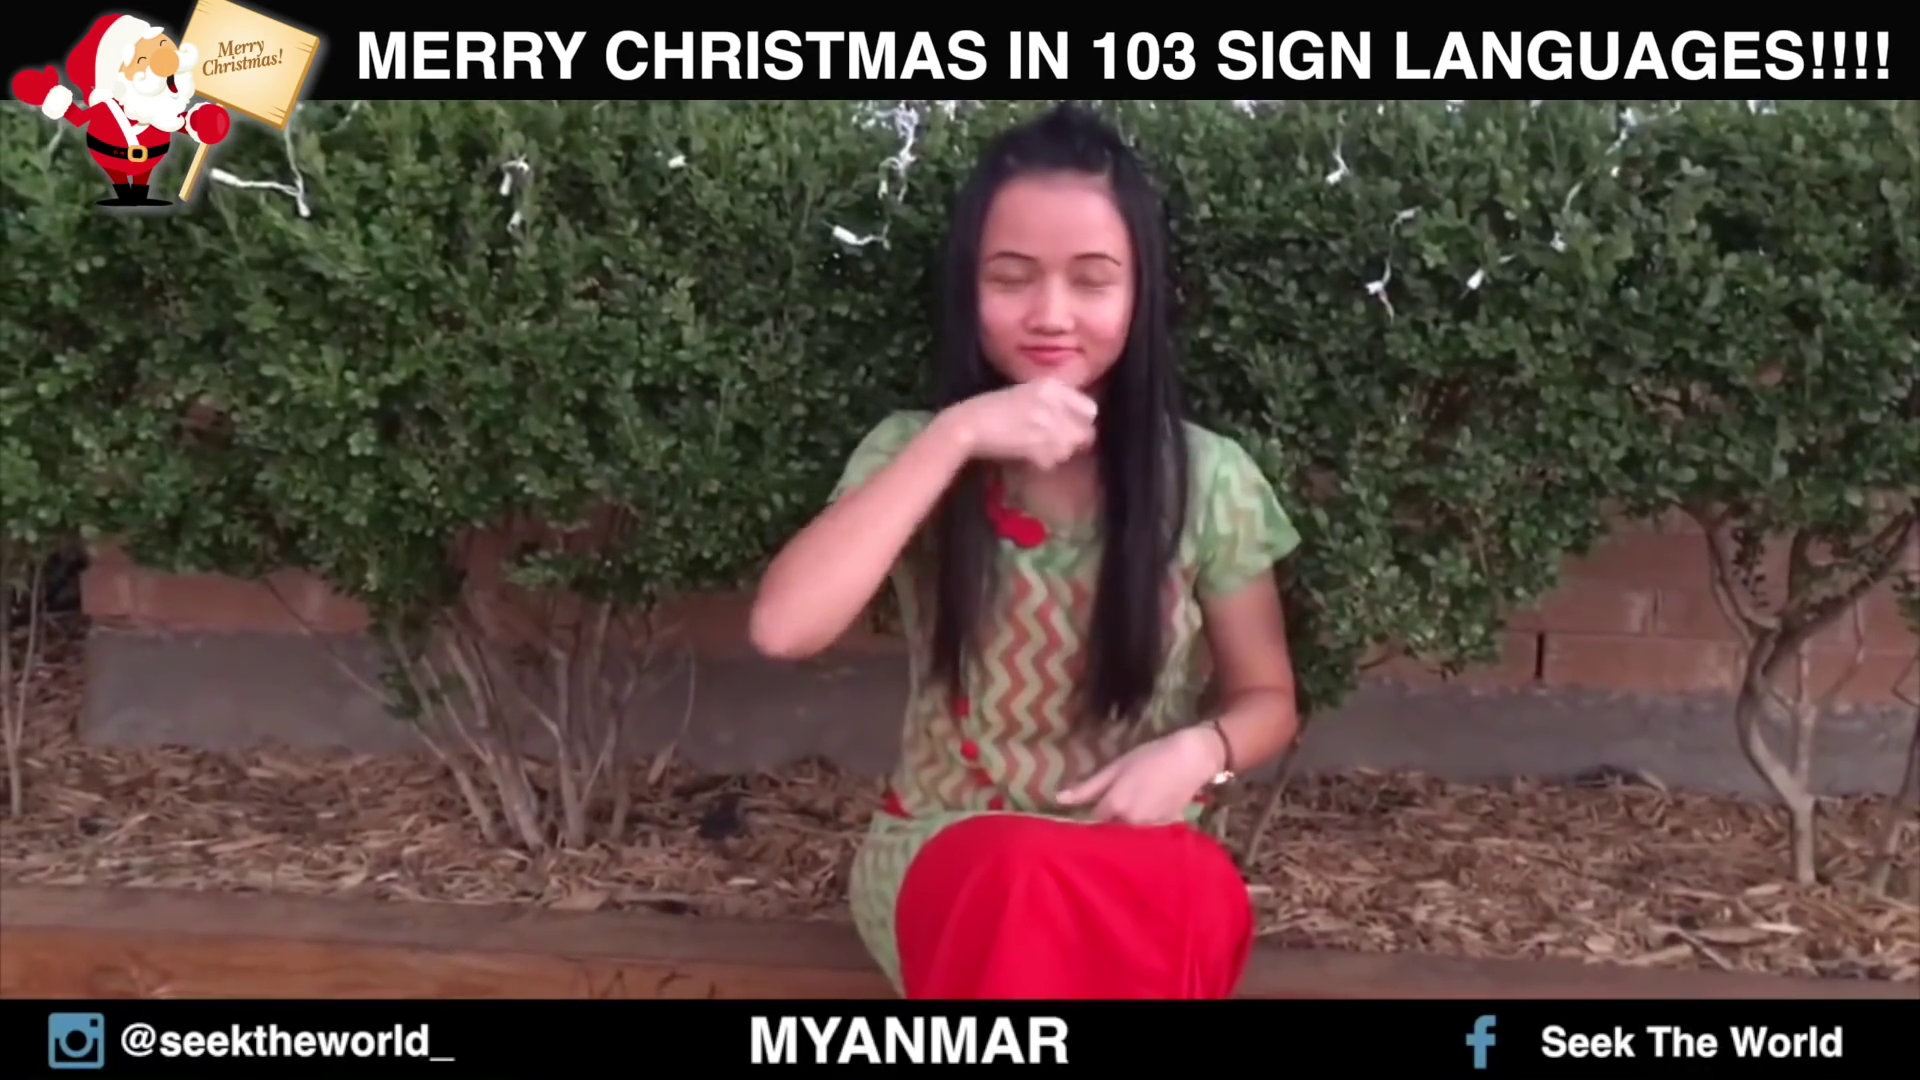 Merry
Christmas!
MERRY CHRISTMAS IN 103 SIGN LANGUAGES!!!!
@seektheworld_
MYANMAR
Seek The World